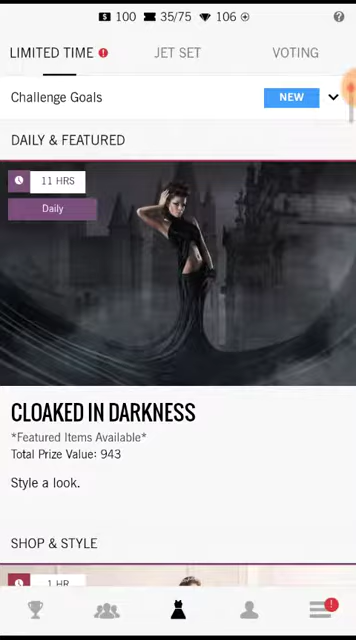 $ 100 35/75 106 + ?
LIMITED TIME ! JET SET VOTING
Challenge Goals NEW
DAILY & FEATURED
11 HRS
Daily
CLOAKED IN DARKNESS
*Featured Items Available*
Total Prize Value: 943
Style a look.
SHOP & STYLE
1 HR
!